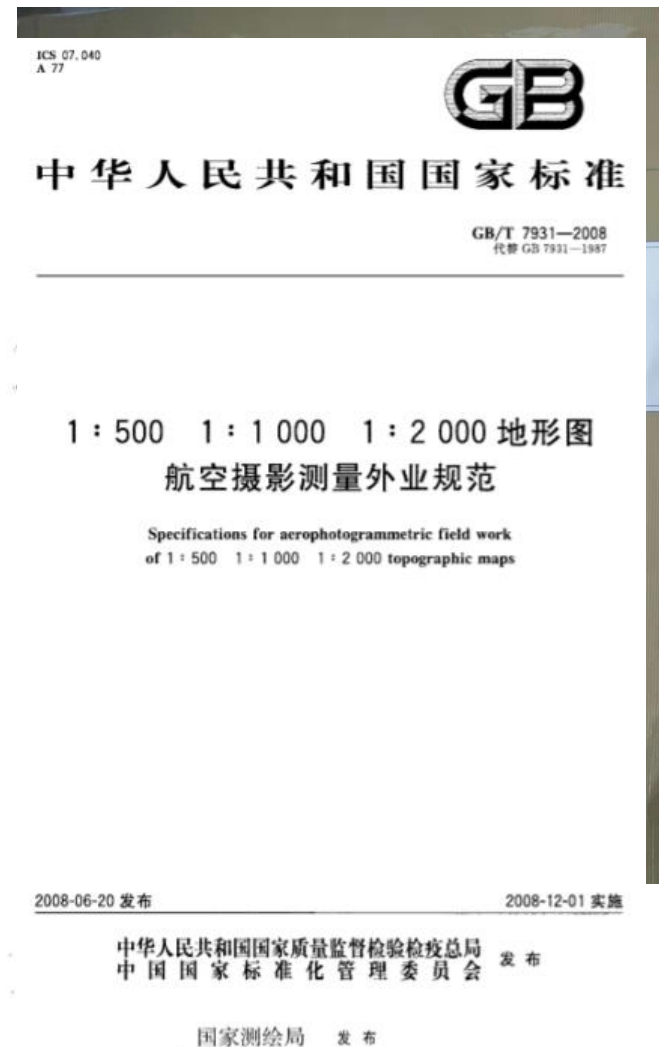 ICS 07.040
A 77
GB
中华人民共和国国家标准
GB/T 7931—2008
代替 GB 7931—1987
1:500 1:1 000 1:2 000 地形图
航空摄影测量外业规范
Specifications for aerophotogrammetric field work
of 1:500 1:1 000 1:2 000 topographic maps
2008-06-20 发布
2008-12-01 实施
中华人民共和国国家质量监督检验检疫总局
中国国家标准化管理委员会
发布
国家测绘局 发布